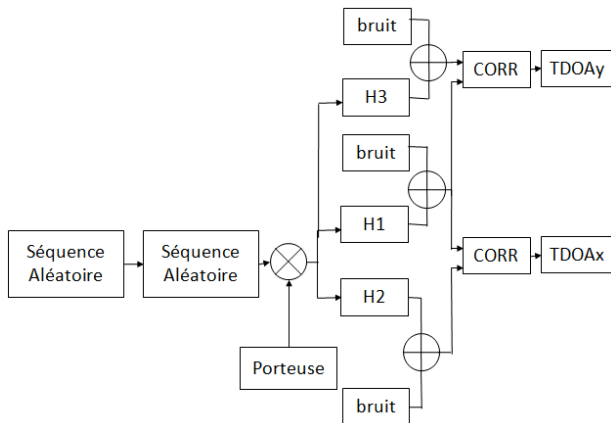 bruit
CORR
TDOAy
H3
bruit
H1
Séquence
Aléatoire
Séquence
Aléatoire
CORR
TDOAx
H2
Porteuse
bruit